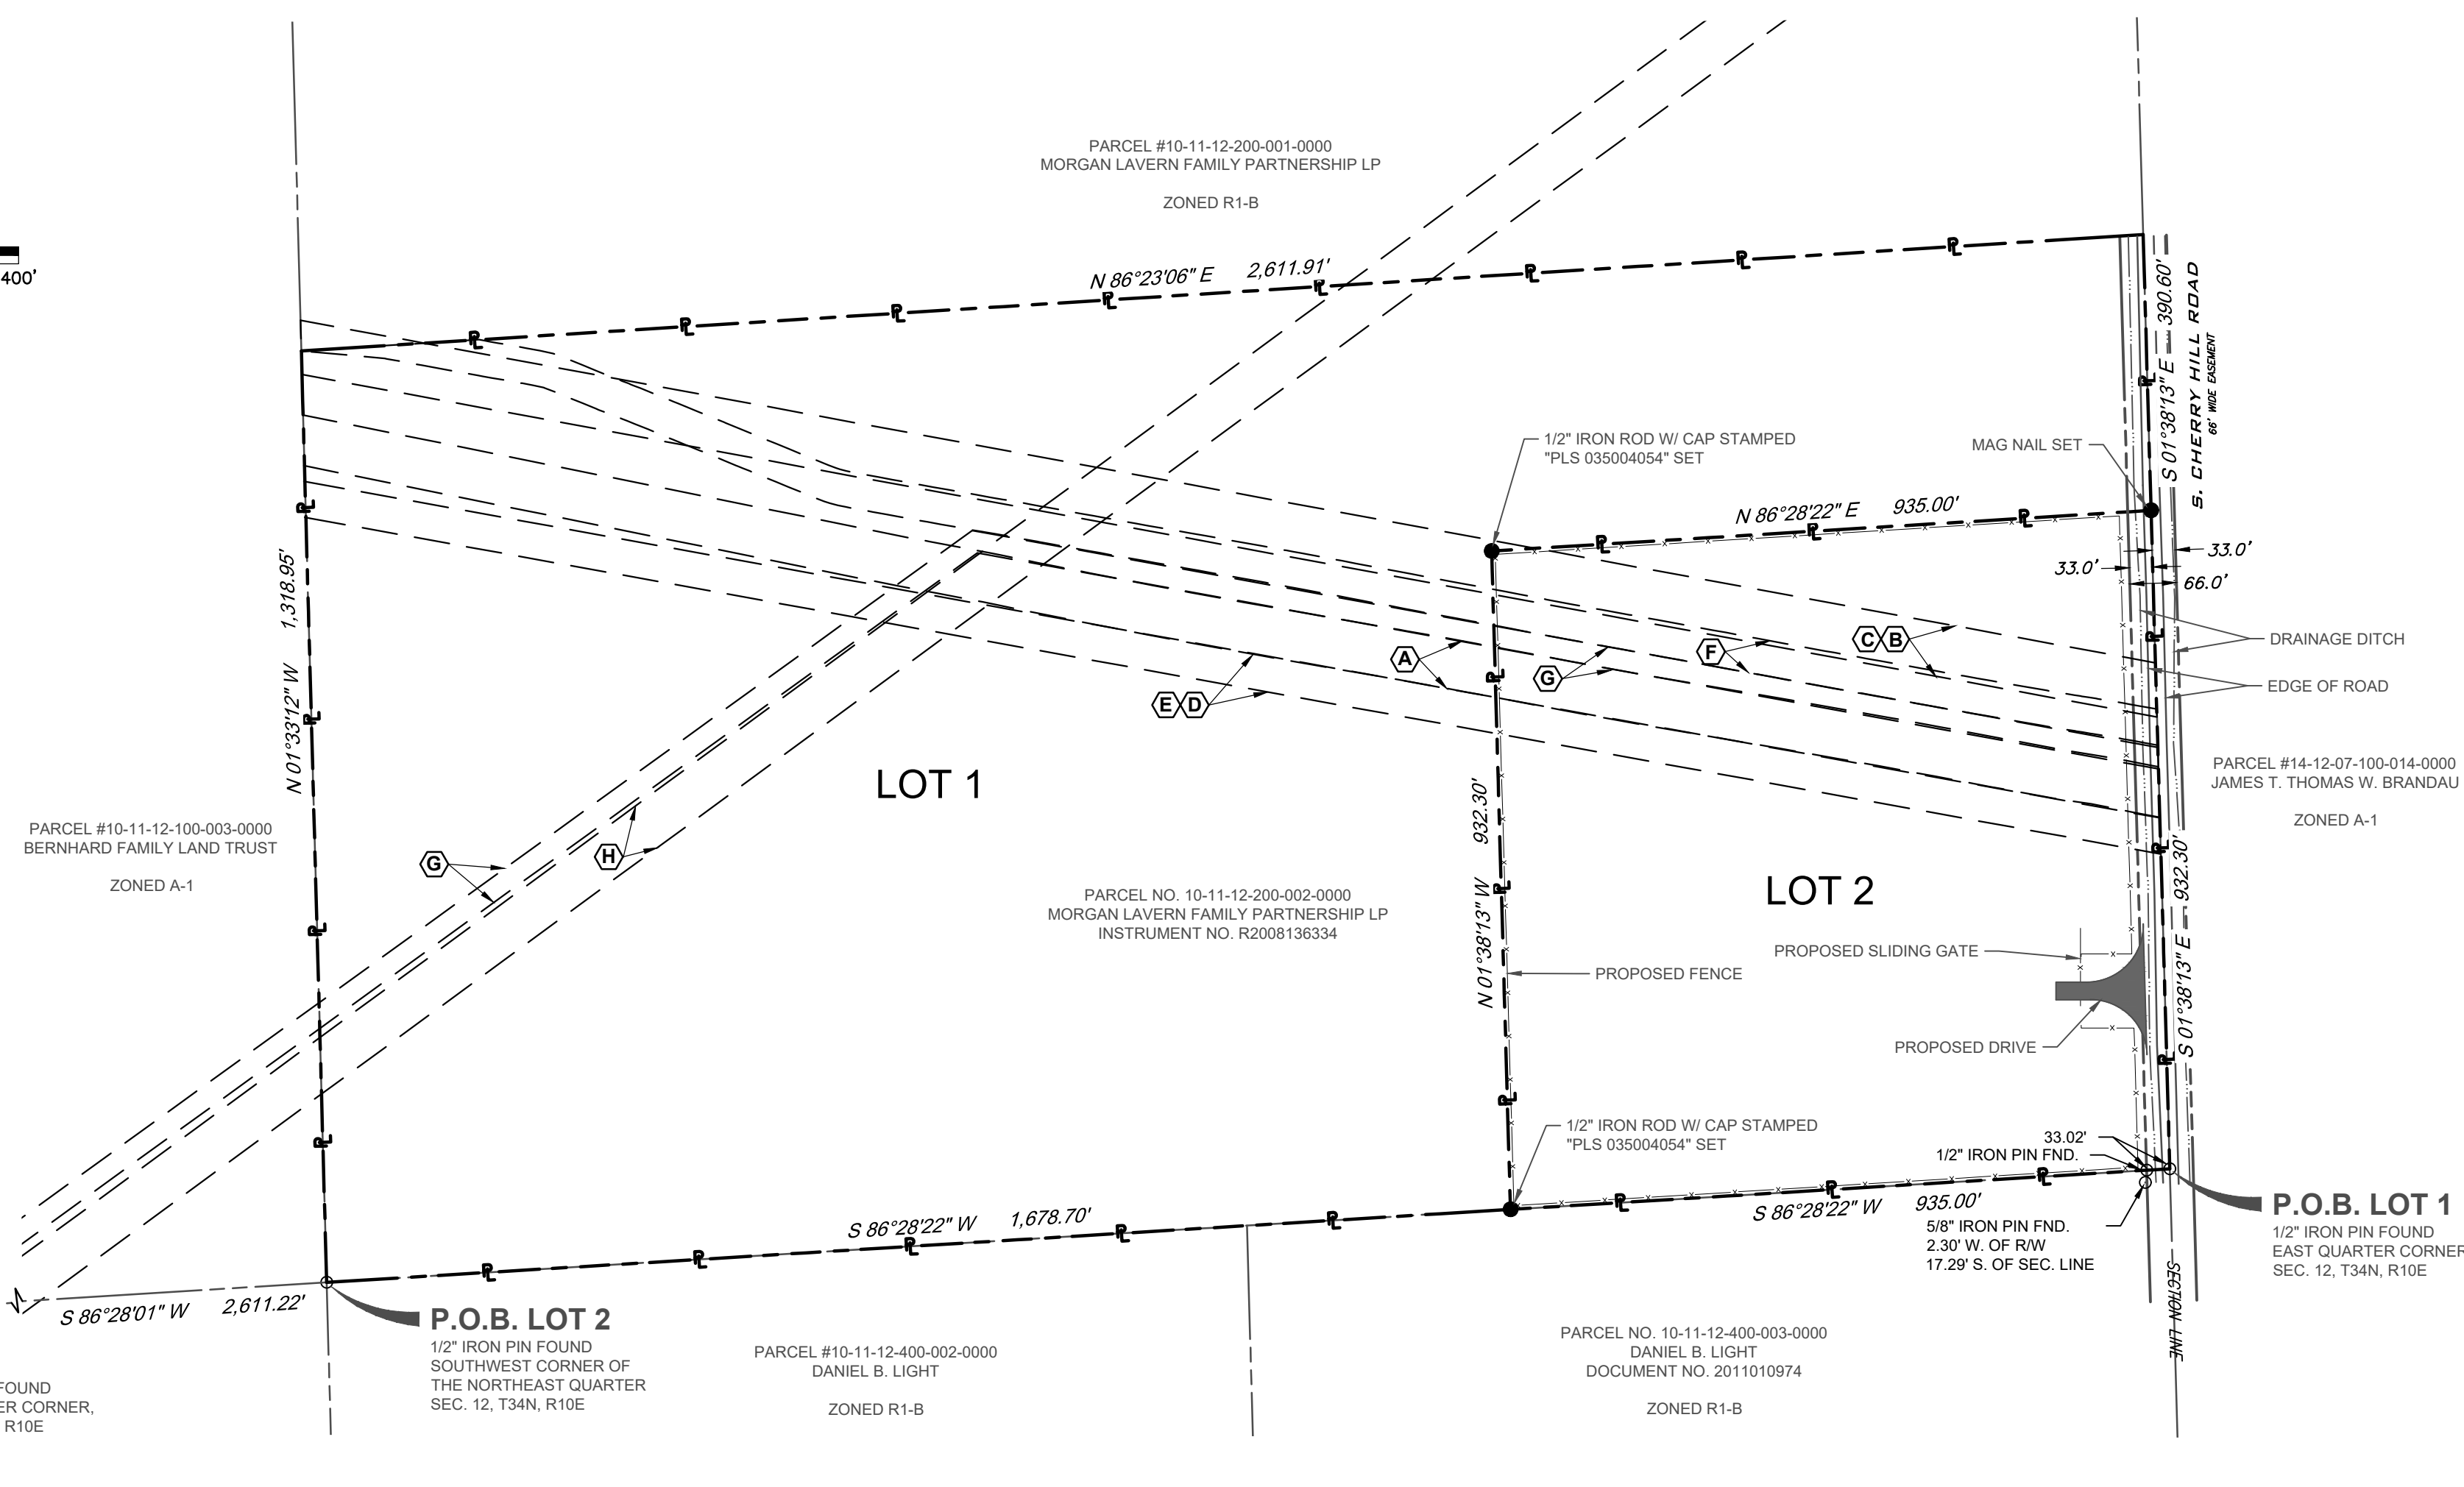 PARCEL #10-11-12-200-001-0000
MORGAN LAVERN FAMILY PARTNERSHIP LP
ZONED R1-B
400'
N 86°23'06" E 2,611.91'
S 01°38'13" E 390.60'
S. CHERRY HILL ROAD
66' WIDE EASEMENT
1/2" IRON ROD W/ CAP STAMPED
"PLS 035004054" SET
MAG NAIL SET
N 86°28'22" E 935.00'
33.0'
33.0'
66.0'
DRAINAGE DITCH
EDGE OF ROAD
N 01°33'12" W 1,318.95'
A
G
F
C B
E D
G
H
LOT 1
LOT 2
PARCEL #14-12-07-100-014-0000
JAMES T. THOMAS W. BRANDAU
ZONED A-1
PARCEL #10-11-12-100-003-0000
BERNHARD FAMILY LAND TRUST
ZONED A-1
PARCEL NO. 10-11-12-200-002-0000
MORGAN LAVERN FAMILY PARTNERSHIP LP
INSTRUMENT NO. R2008136334
N 01°38'13" W 932.30'
S 01°38'13" E 932.30'
PROPOSED FENCE
PROPOSED SLIDING GATE
PROPOSED DRIVE
1/2" IRON ROD W/ CAP STAMPED
"PLS 035004054" SET
33.02'
1/2" IRON PIN FND.
S 86°28'22" W 1,678.70'
S 86°28'22" W 935.00'
5/8" IRON PIN FND.
2.30' W. OF R/W
17.29' S. OF SEC. LINE
P.O.B. LOT 1
1/2" IRON PIN FOUND
EAST QUARTER CORNER
SEC. 12, T34N, R10E
SECTION LINE
S 86°28'01" W 2,611.22'
P.O.B. LOT 2
1/2" IRON PIN FOUND
SOUTHWEST CORNER OF
THE NORTHEAST QUARTER
SEC. 12, T34N, R10E
PARCEL #10-11-12-400-002-0000
DANIEL B. LIGHT
ZONED R1-B
PARCEL NO. 10-11-12-400-003-0000
DANIEL B. LIGHT
DOCUMENT NO. 2011010974
ZONED R1-B
FOUND
ER CORNER,
R10E